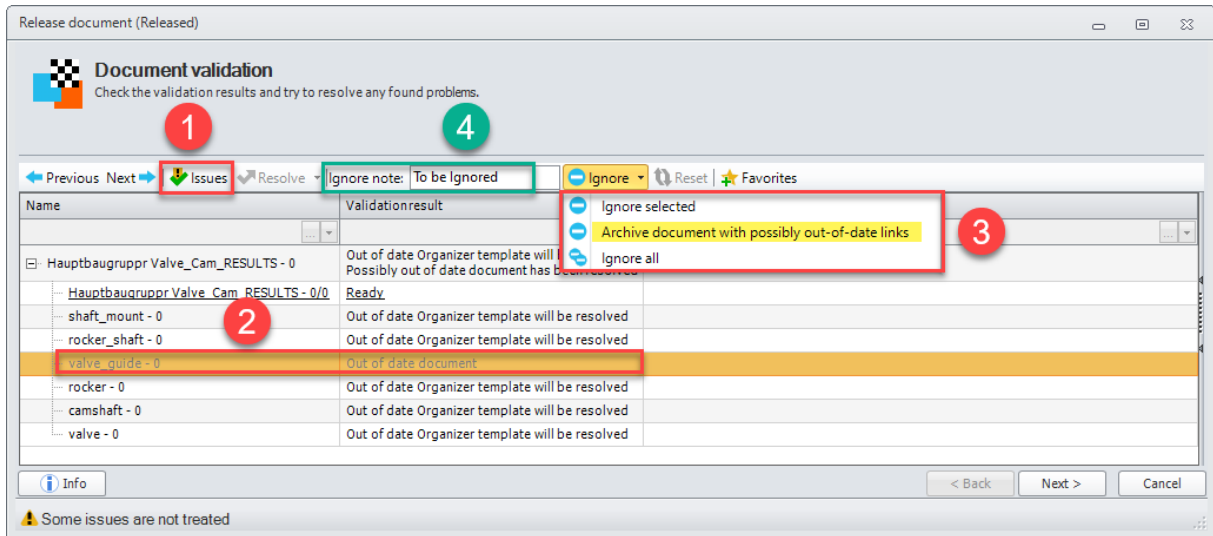 Release document (Released)
Document validation
Check the validation results and try to resolve any found problems.
1
4
Previous Next Issues Resolve Ignore note: To be Ignored Ignore Reset Favorites
Name Validation result
Ignore selected
Archive document with possibly out-of-date links
3
Ignore all
Hauptbaugruppr Valve_Cam_RESULTS - 0
Out of date Organizer template will
Possibly out of date document has been resolved
Hauptbaugruppr Valve_Cam_RESULTS - 0/0 Ready
shaft_mount - 0 Out of date Organizer template will be resolved
2
rocker_shaft - 0 Out of date Organizer template will be resolved
valve_guide - 0 Out of date document
rocker - 0 Out of date Organizer template will be resolved
camshaft - 0 Out of date Organizer template will be resolved
valve - 0 Out of date Organizer template will be resolved
Info < Back Next > Cancel
Some issues are not treated